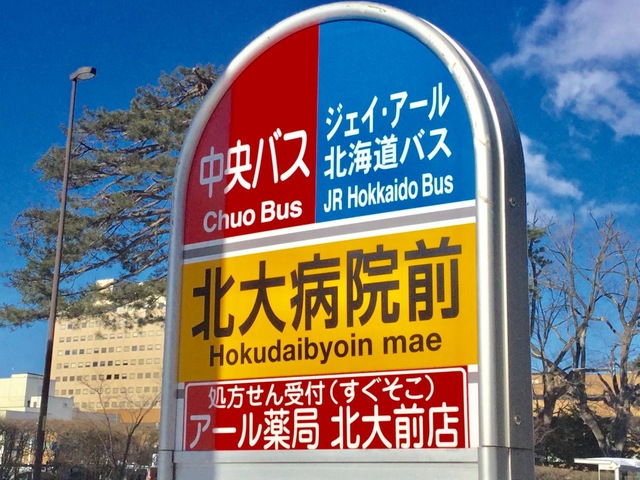 中央バス
Chuo Bus
ジェイ・アール
北海道バス
JR Hokkaido Bus
北大病院前
Hokudaibyoin mae
処方せん受付(すぐそこ)
アール薬局 北大前店